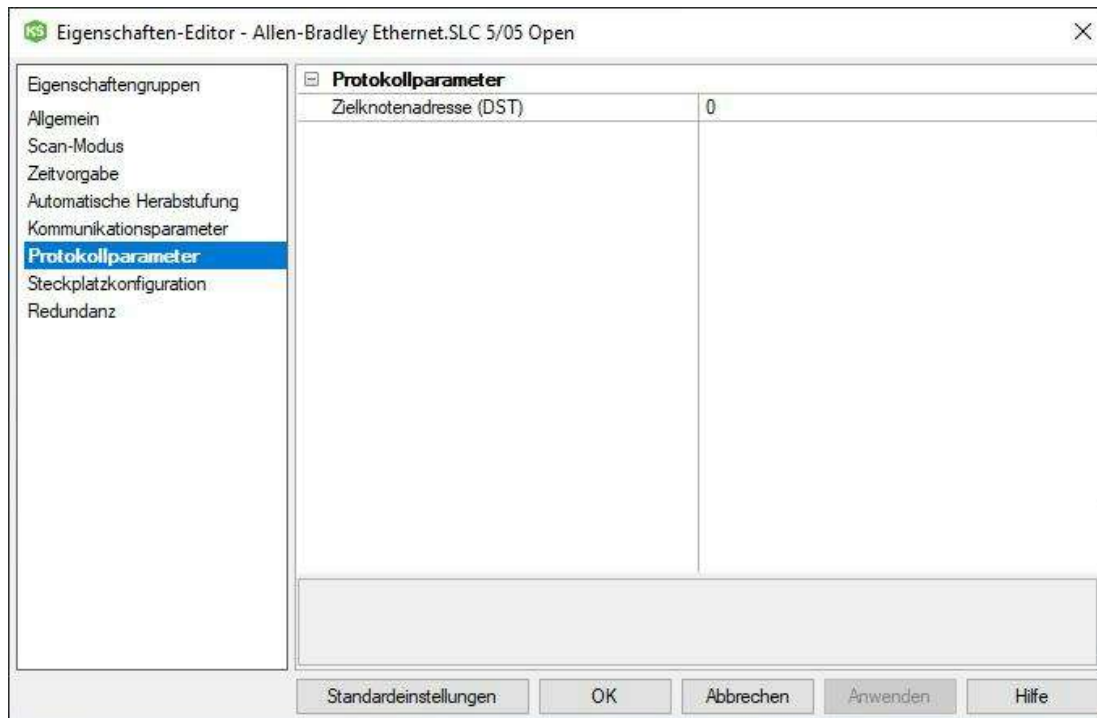 KS Eigenschaften-Editor - Allen-Bradley Ethernet.SLC 5/05 Open
Eigenschaftengruppen
Allgemein
Scan-Modus
Zeitvorgabe
Automatische Herabstufung
Kommunikationsparameter
Protokollparameter
Steckplatzkonfiguration
Redundanz
Protokollparameter
Zielknotenadresse (DST) 0
Standardeinstellungen OK Abbrechen Anwenden Hilfe